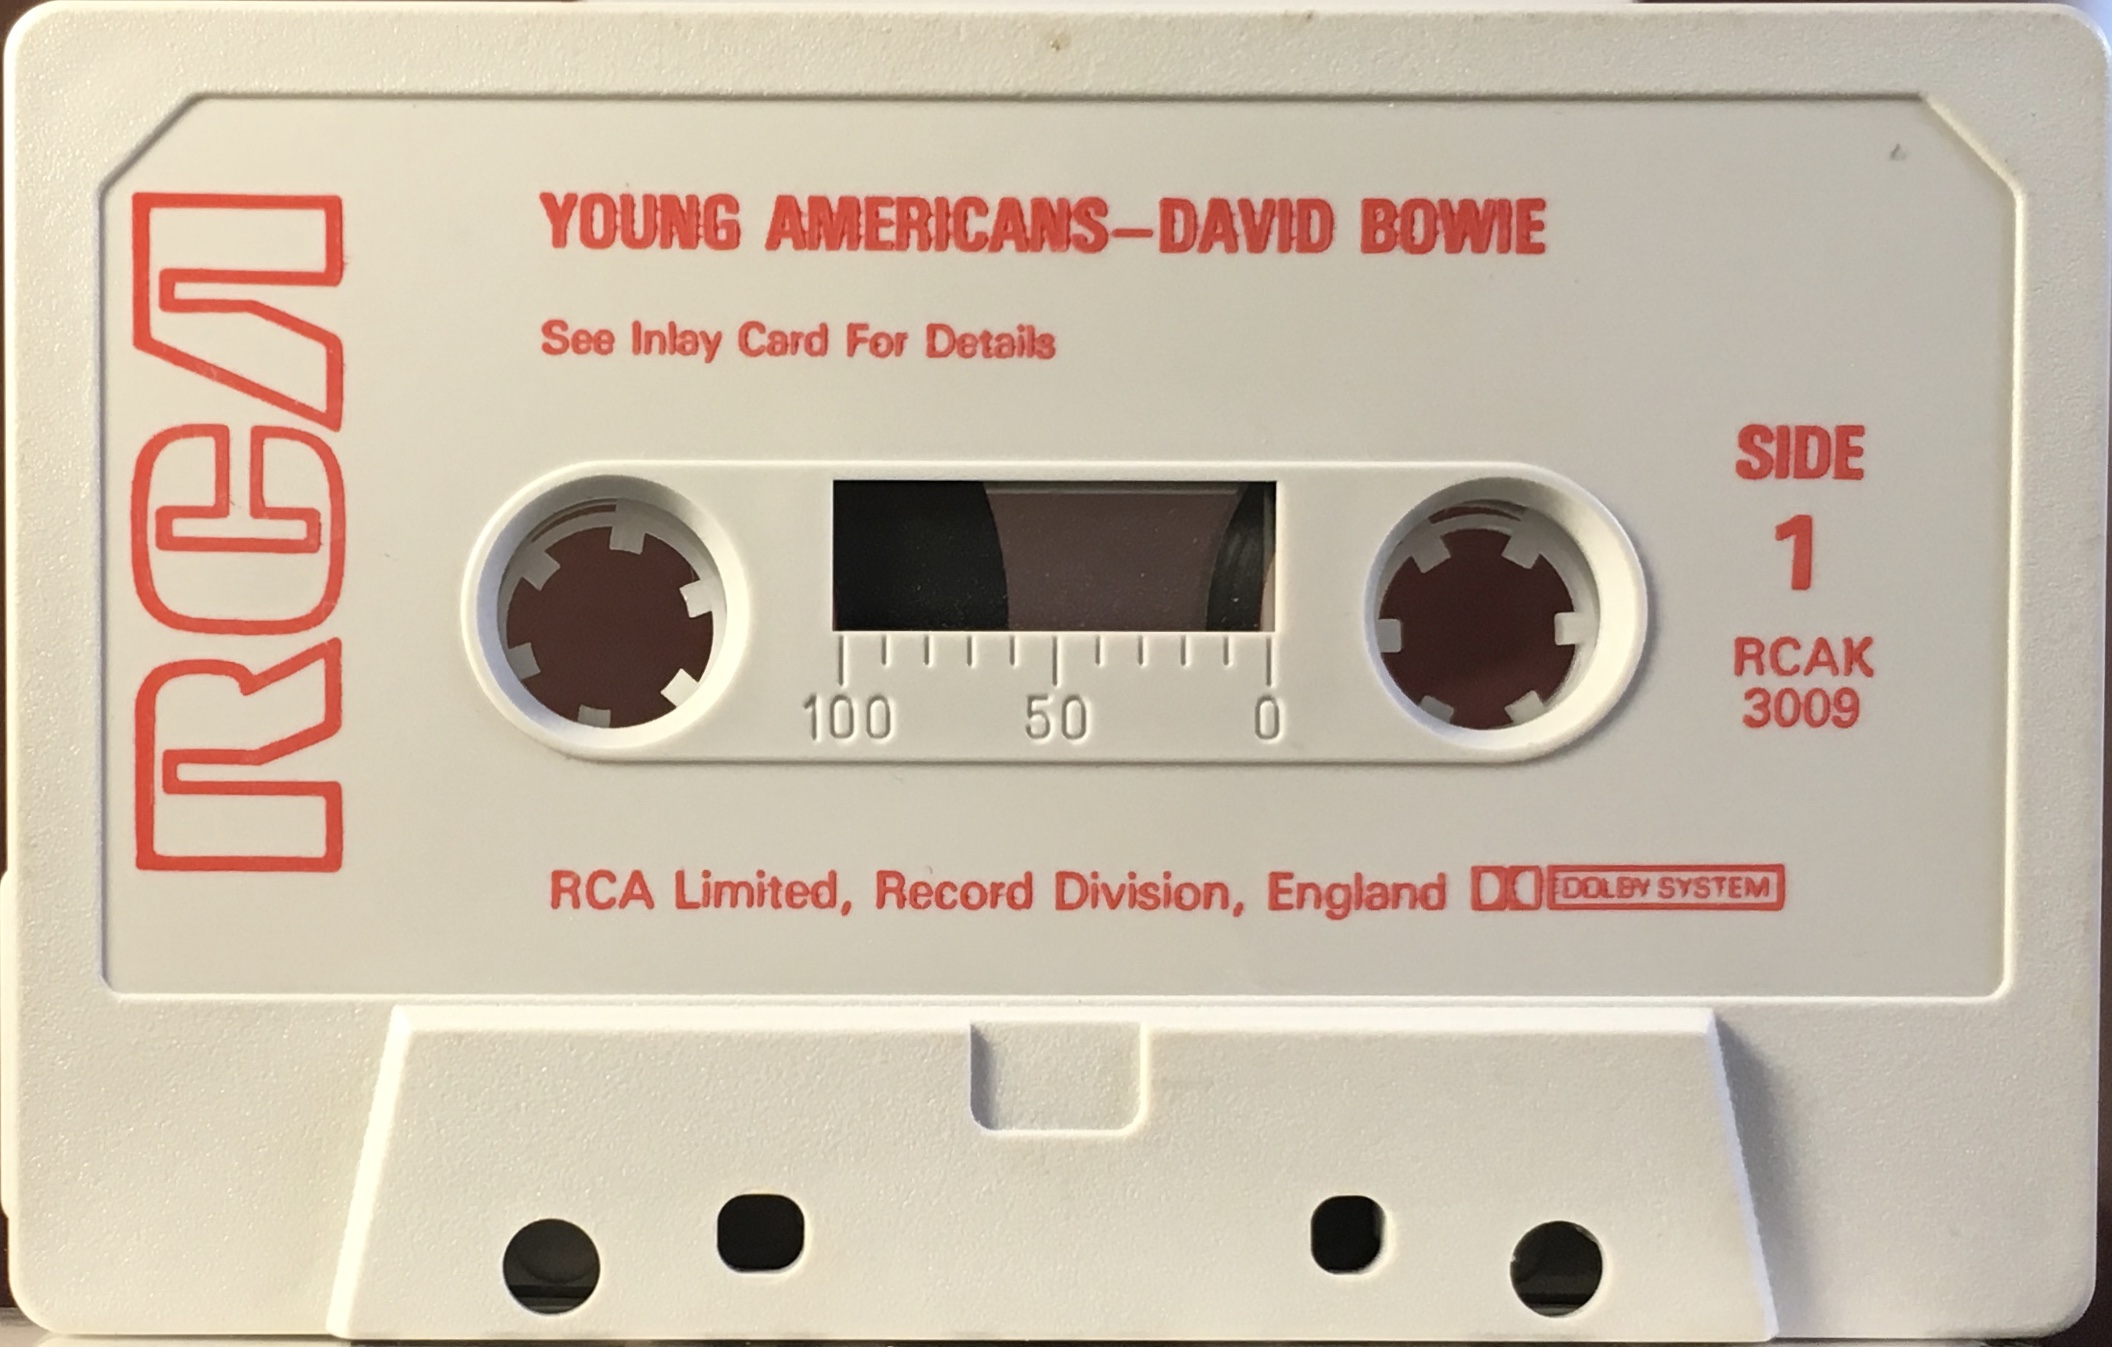 RCA
YOUNG AMERICANS—DAVID BOWIE
See Inlay Card For Details
SIDE
1
RCAK
3009
100 50 0
RCA Limited, Record Division, England DOLBY SYSTEM